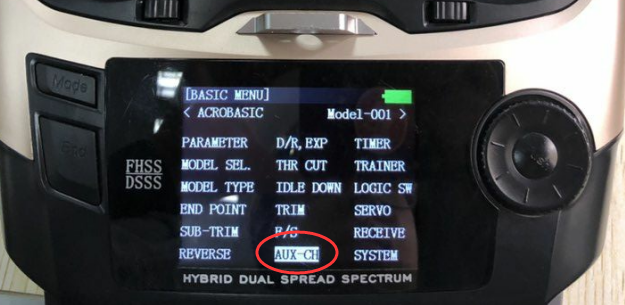 Mode
[BASIC MENU]
< ACROBASIC Model-001 >
PARAMETER D/R,EXP TIMER
MODEL SEL. THR CUT TRAINER
MODEL TYPE IDLE DOWN LOGIC SW
END POINT TRIM SERVO
SUB-TRIM F/S RECEIVE
REVERSE AUX-CH SYSTEM
FHSS
DSSS
End
HYBRID DUAL SPREAD SPECTRUM